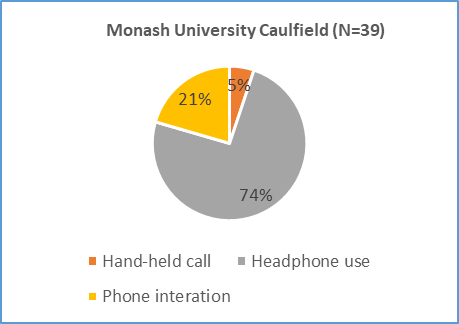 Monash University Caulfield (N=39)
5%
21%
74%
Hand-held call
Headphone use
Phone interation